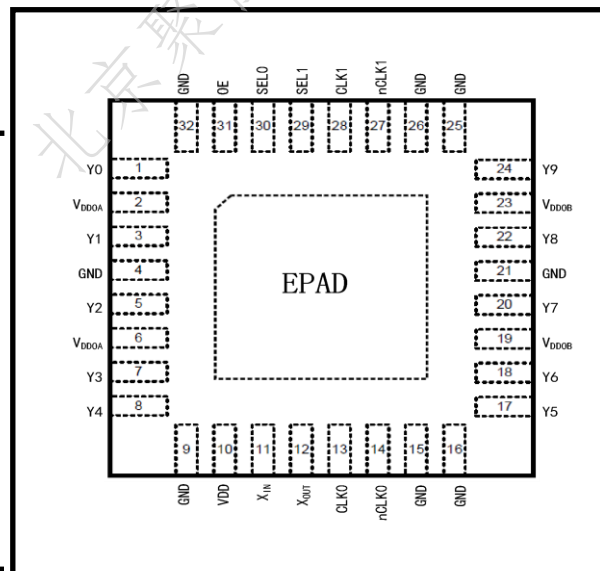 北京聚
GND OE SEL0 SEL1 CLK1 nCLK1 GND GND
32 31 30 29 28 27 26 25
Y0 1 24 Y9
VDDOA 2 23 VDDOB
Y1 3 22 Y8
GND 4 21 GND
EPAD
Y2 5 20 Y7
VDDOA 6 19 VDDOB
Y3 7 18 Y6
Y4 8 17 Y5
9 10 11 12 13 14 15 16
GND VDD XIN XOUT CLK0 nCLK0 GND GND